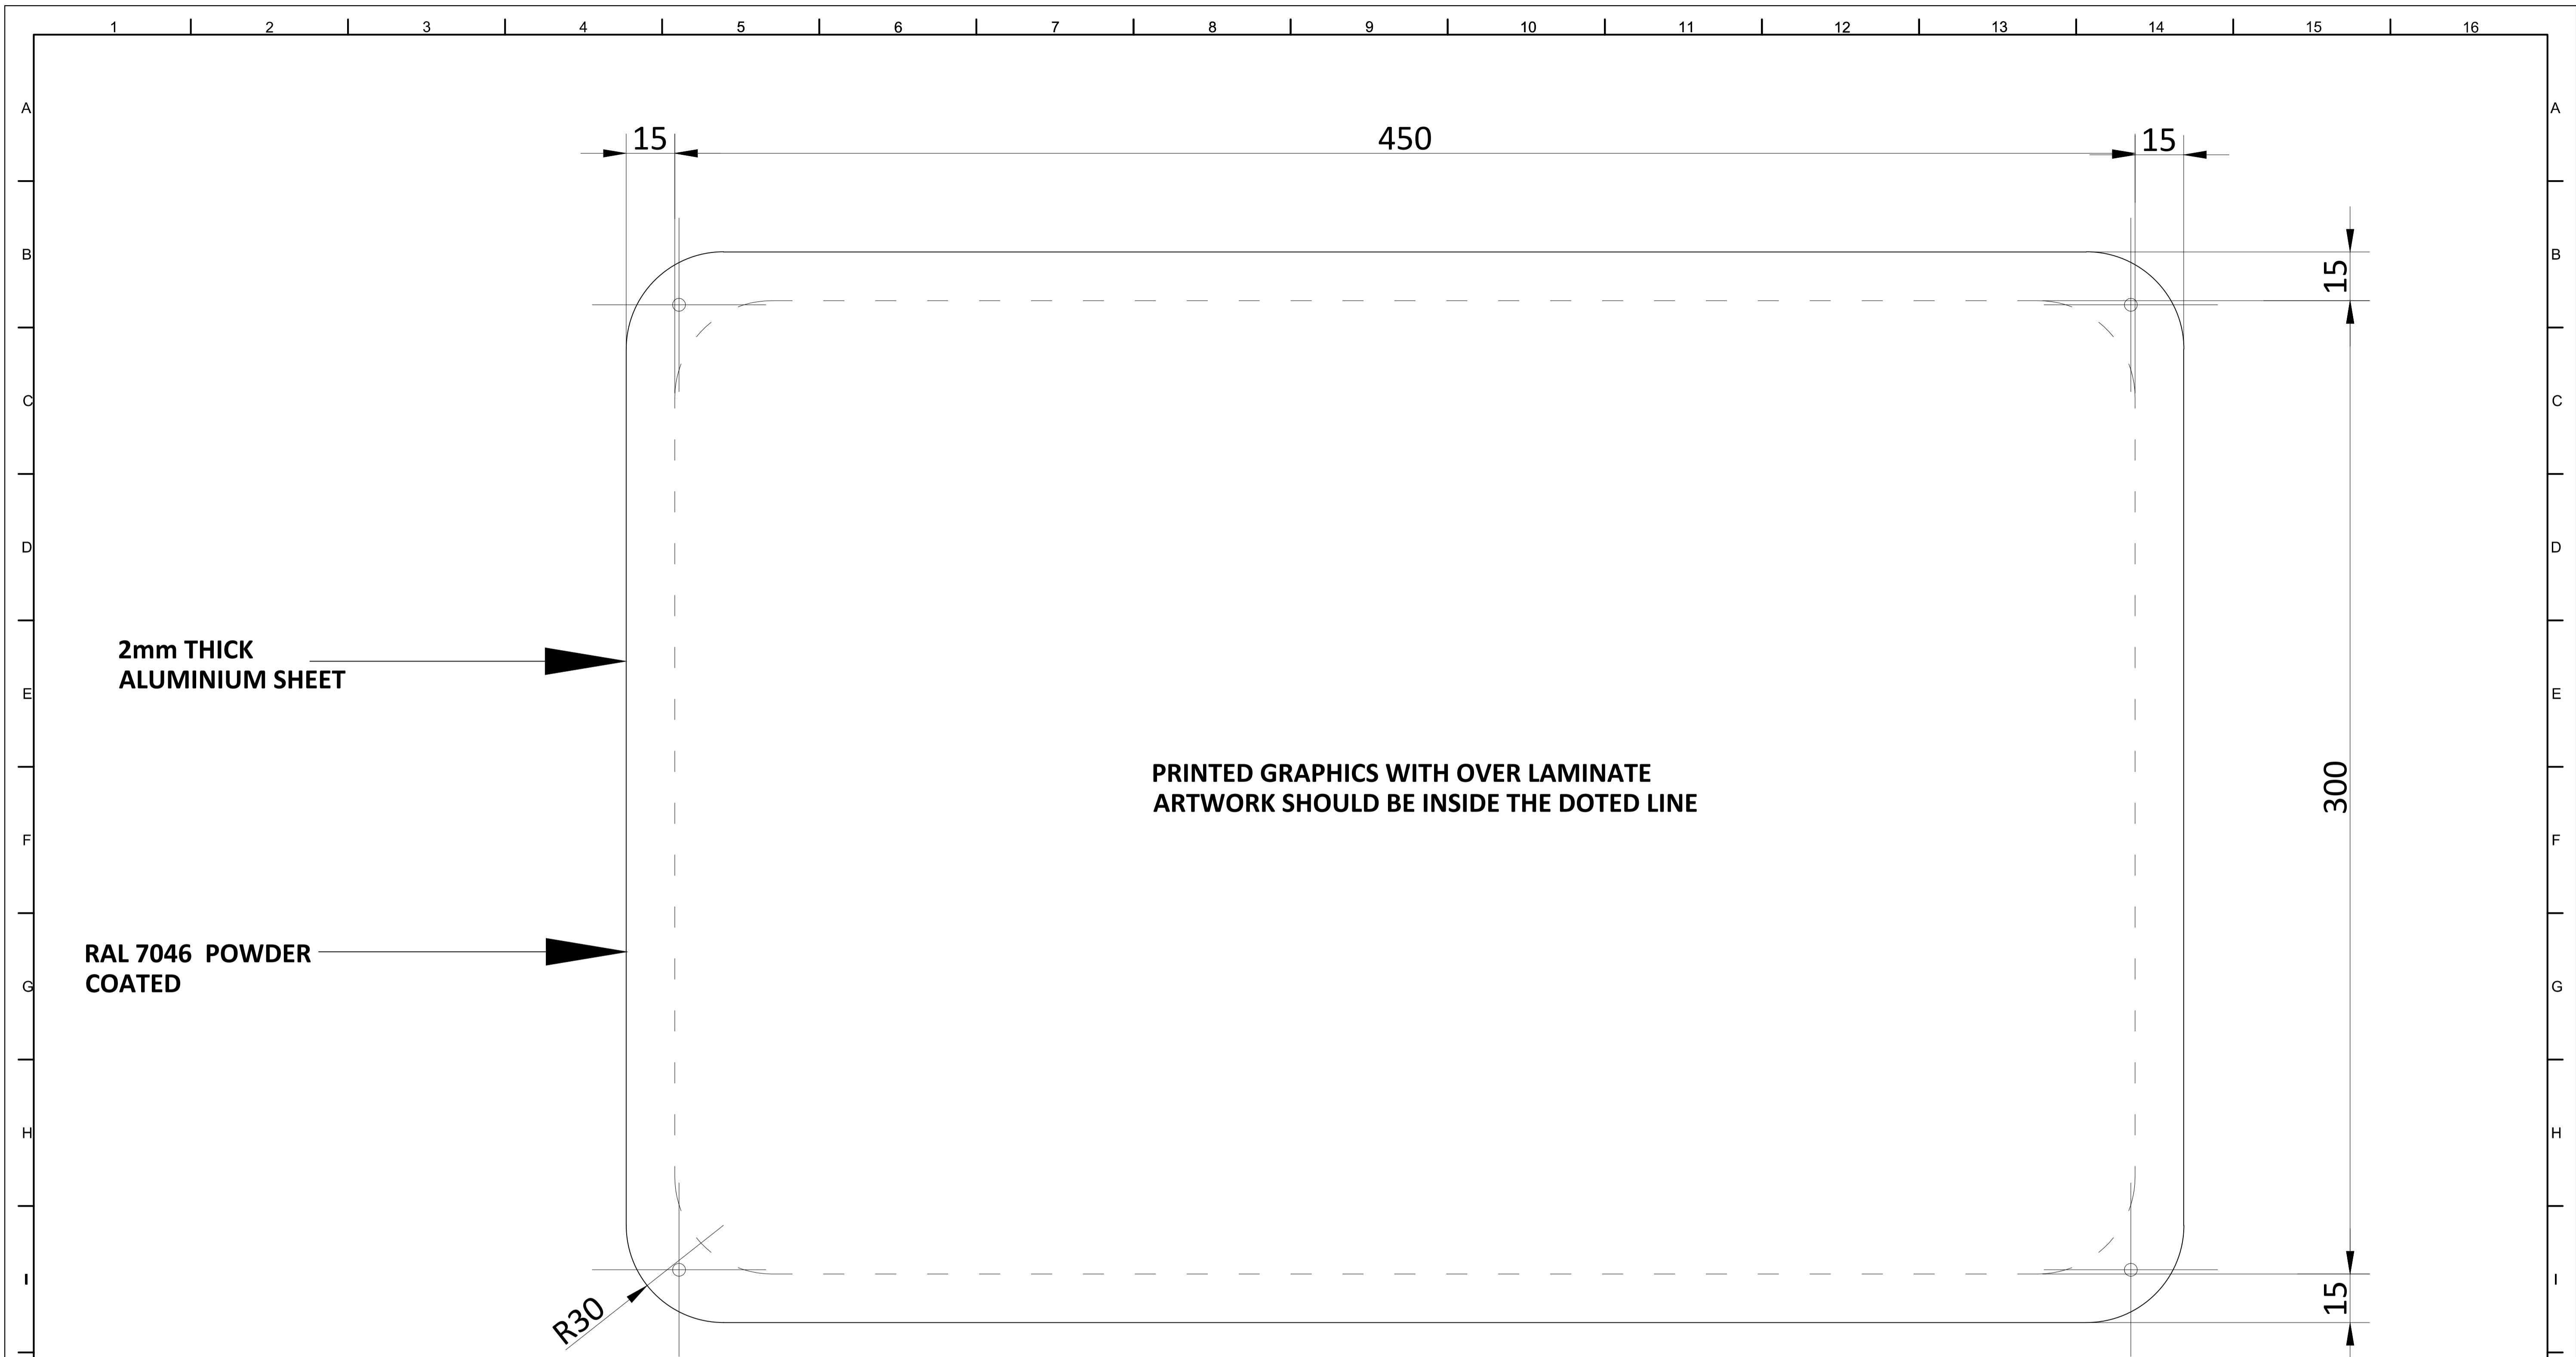 1 2 3 4 5 6 7 8 9 10 11 12 13 14 15 16
A A
15 450 15
B B
15
C C
D D
2mm THICK
ALUMINIUM SHEET
E E
PRINTED GRAPHICS WITH OVER LAMINATE
ARTWORK SHOULD BE INSIDE THE DOTED LINE
300
F F
RAL 7046 POWDER
COATED
G G
H H
I I
15
R30